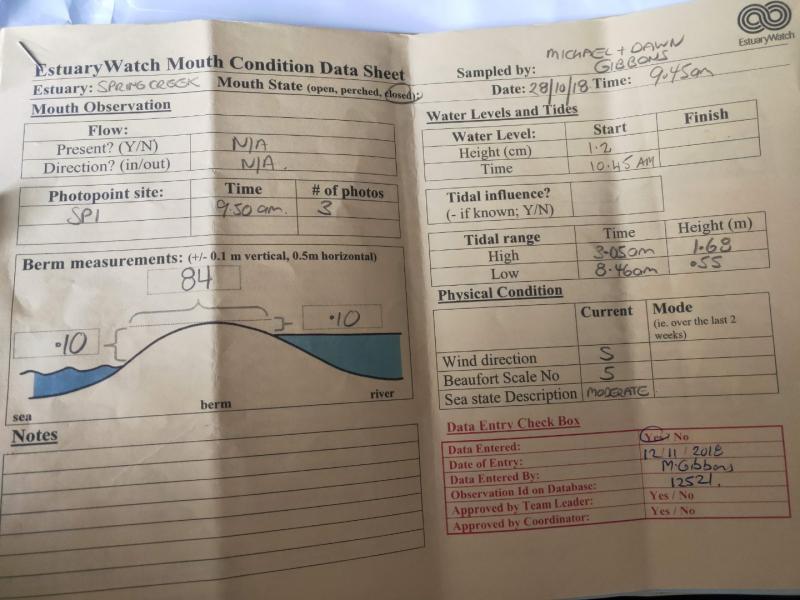 EstuaryWatch
EstuaryWatch Mouth Condition Data Sheet
Estuary: SPRING CREEK Mouth State (open, perched, closed):
Sampled by: MICHAEL + DAWN
GIBBONS
Date: 28/10/18 Time: 9.45am
Mouth Observation
Flow:
Present? (Y/N) N/A
Direction? (in/out) N/A.
Photopoint site: Time # of photos
SP1 9.50 am. 3
Berm measurements: (+/- 0.1 m vertical, 0.5m horizontal)
84
.10
.10
sea
berm
river
Notes
Water Levels and Tides
Water Level: Start Finish
Height (cm) 1.2
Time 10.45 AM
Tidal influence?
(- if known; Y/N)
Tidal range Time Height (m)
High 3.05am 1.68
Low 8.46am .55
Physical Condition
Current Mode
(ie. over the last 2
weeks)
Wind direction S
Beaufort Scale No 5
Sea state Description MODERATE
Data Entry Check Box
Data Entered: Yes / No
Date of Entry: 12/11/2018
Data Entered By: M.Gibbons
Observation Id on Database: 12521.
Approved by Team Leader: Yes / No
Approved by Coordinator: Yes / No